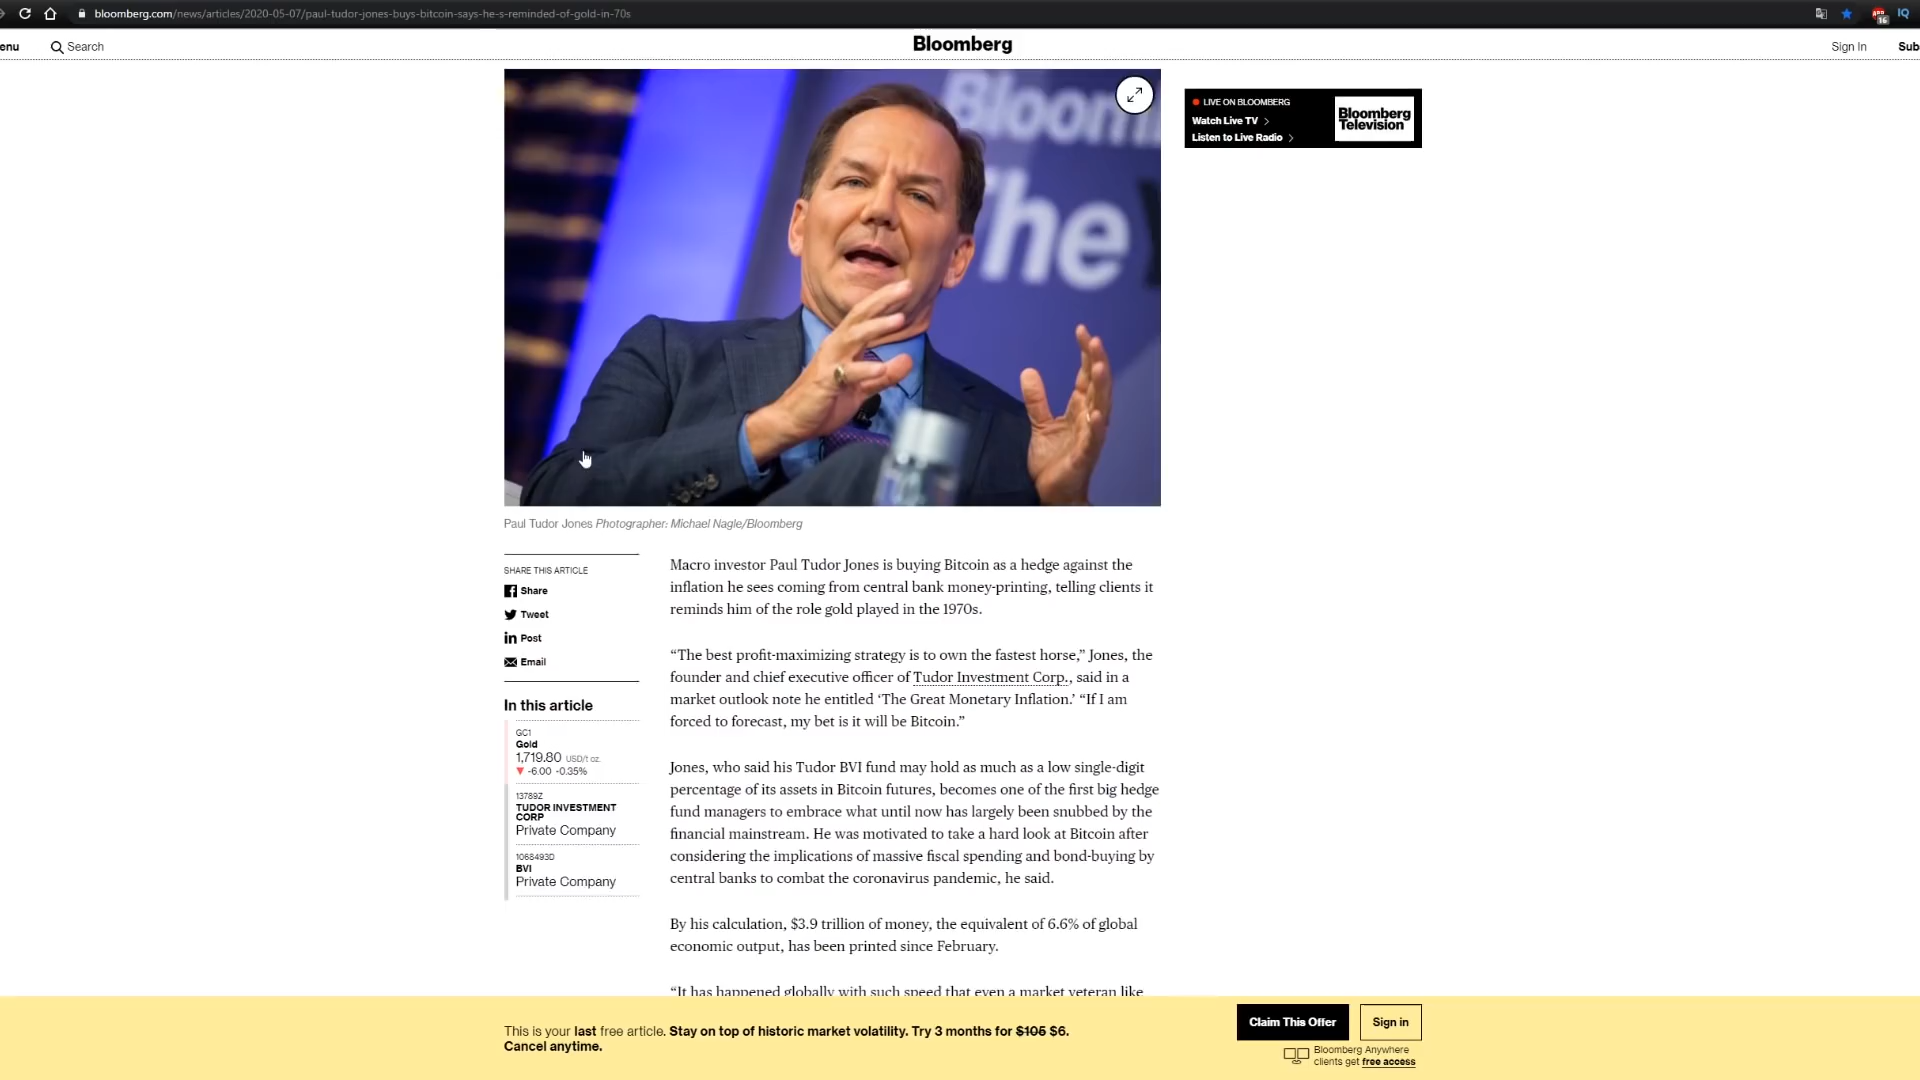 bloomberg.com/news/articles/2020-05-07/paul-tudor-jones-buys-bitcoin-says-he-s-reminded-of-gold-in-70s
16
IQ
enu
Search
Bloomberg
Sign In
Sub
Bloom
The
LIVE ON BLOOMBERG
Watch Live TV
Listen to Live Radio
Bloomberg
Television
Paul Tudor Jones Photographer: Michael Nagle/Bloomberg
SHARE THIS ARTICLE
Share
Tweet
Post
Email
In this article
GC1
Gold
1,719.80 USD/t oz.
▼ -6.00 -0.35%
13789Z
TUDOR INVESTMENT
CORP
Private Company
1068493D
BVI
Private Company
Macro investor Paul Tudor Jones is buying Bitcoin as a hedge against the
inflation he sees coming from central bank money-printing, telling clients it
reminds him of the role gold played in the 1970s.
“The best profit-maximizing strategy is to own the fastest horse,” Jones, the
founder and chief executive officer of Tudor Investment Corp., said in a
market outlook note he entitled ‘The Great Monetary Inflation.’ “If I am
forced to forecast, my bet is it will be Bitcoin.”
Jones, who said his Tudor BVI fund may hold as much as a low single-digit
percentage of its assets in Bitcoin futures, becomes one of the first big hedge
fund managers to embrace what until now has largely been snubbed by the
financial mainstream. He was motivated to take a hard look at Bitcoin after
considering the implications of massive fiscal spending and bond-buying by
central banks to combat the coronavirus pandemic, he said.
By his calculation, $3.9 trillion of money, the equivalent of 6.6% of global
economic output, has been printed since February.
“It has happened globally with such speed that even a market veteran like
This is your last free article. Stay on top of historic market volatility. Try 3 months for $105 $6.
Cancel anytime.
Claim This Offer
Sign in
Bloomberg Anywhere
clients get free access